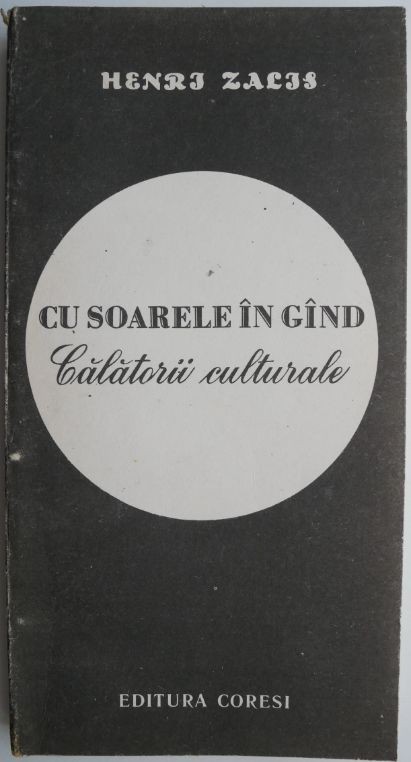 HENRI ZALIS
CU SOARELE ÎN GÎND
Călătorii culturale
EDITURA CORESI